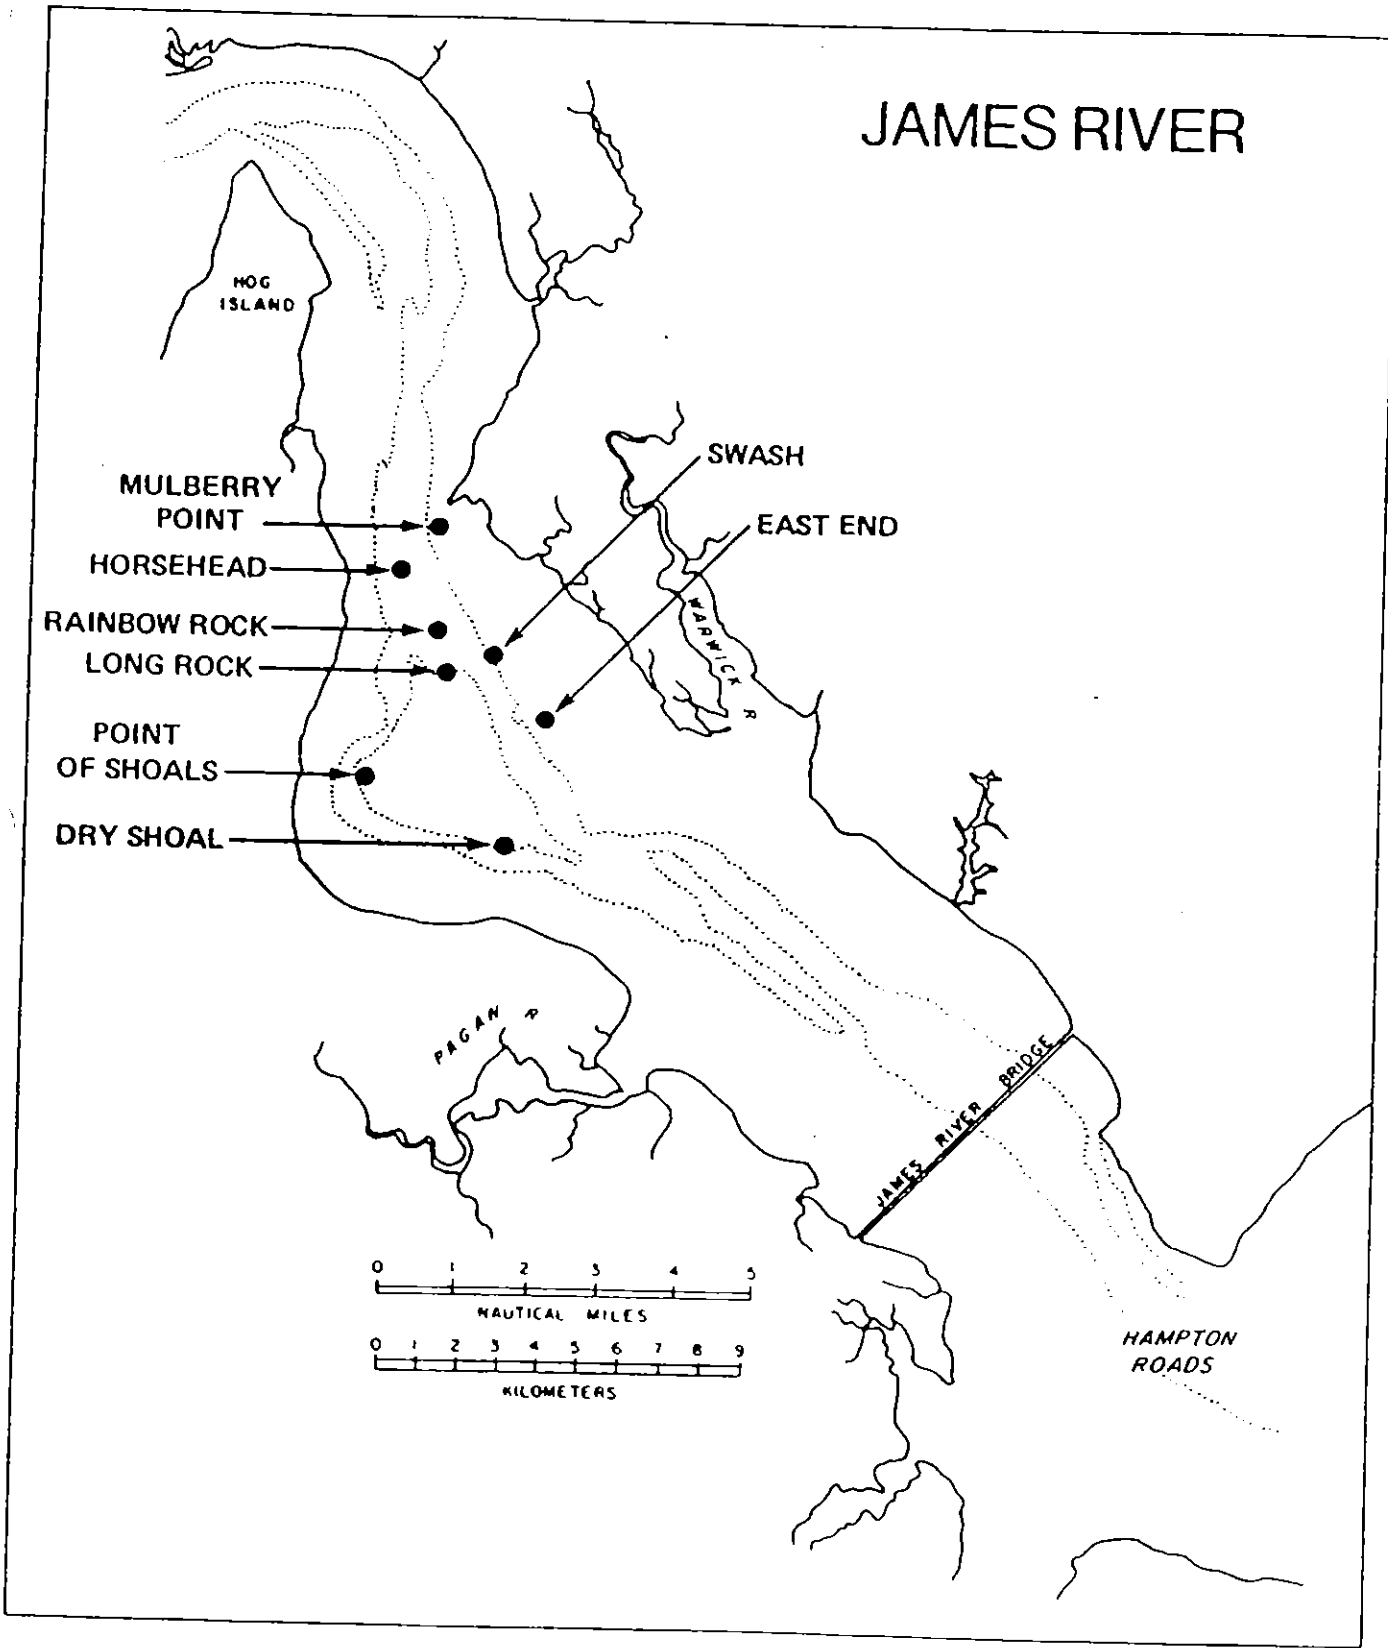 JAMES RIVER
HOG
ISLAND
SWASH
MULBERRY
POINT
EAST END
HORSEHEAD
RAINBOW ROCK
LONG ROCK
WARWICK R
POINT
OF SHOALS
DRY SHOAL
PAGAN R
JAMES RIVER BRIDGE
0 1 2 3 4 5
NAUTICAL MILES
0 1 2 3 4 5 6 7 8 9
KILOMETERS
HAMPTON
ROADS